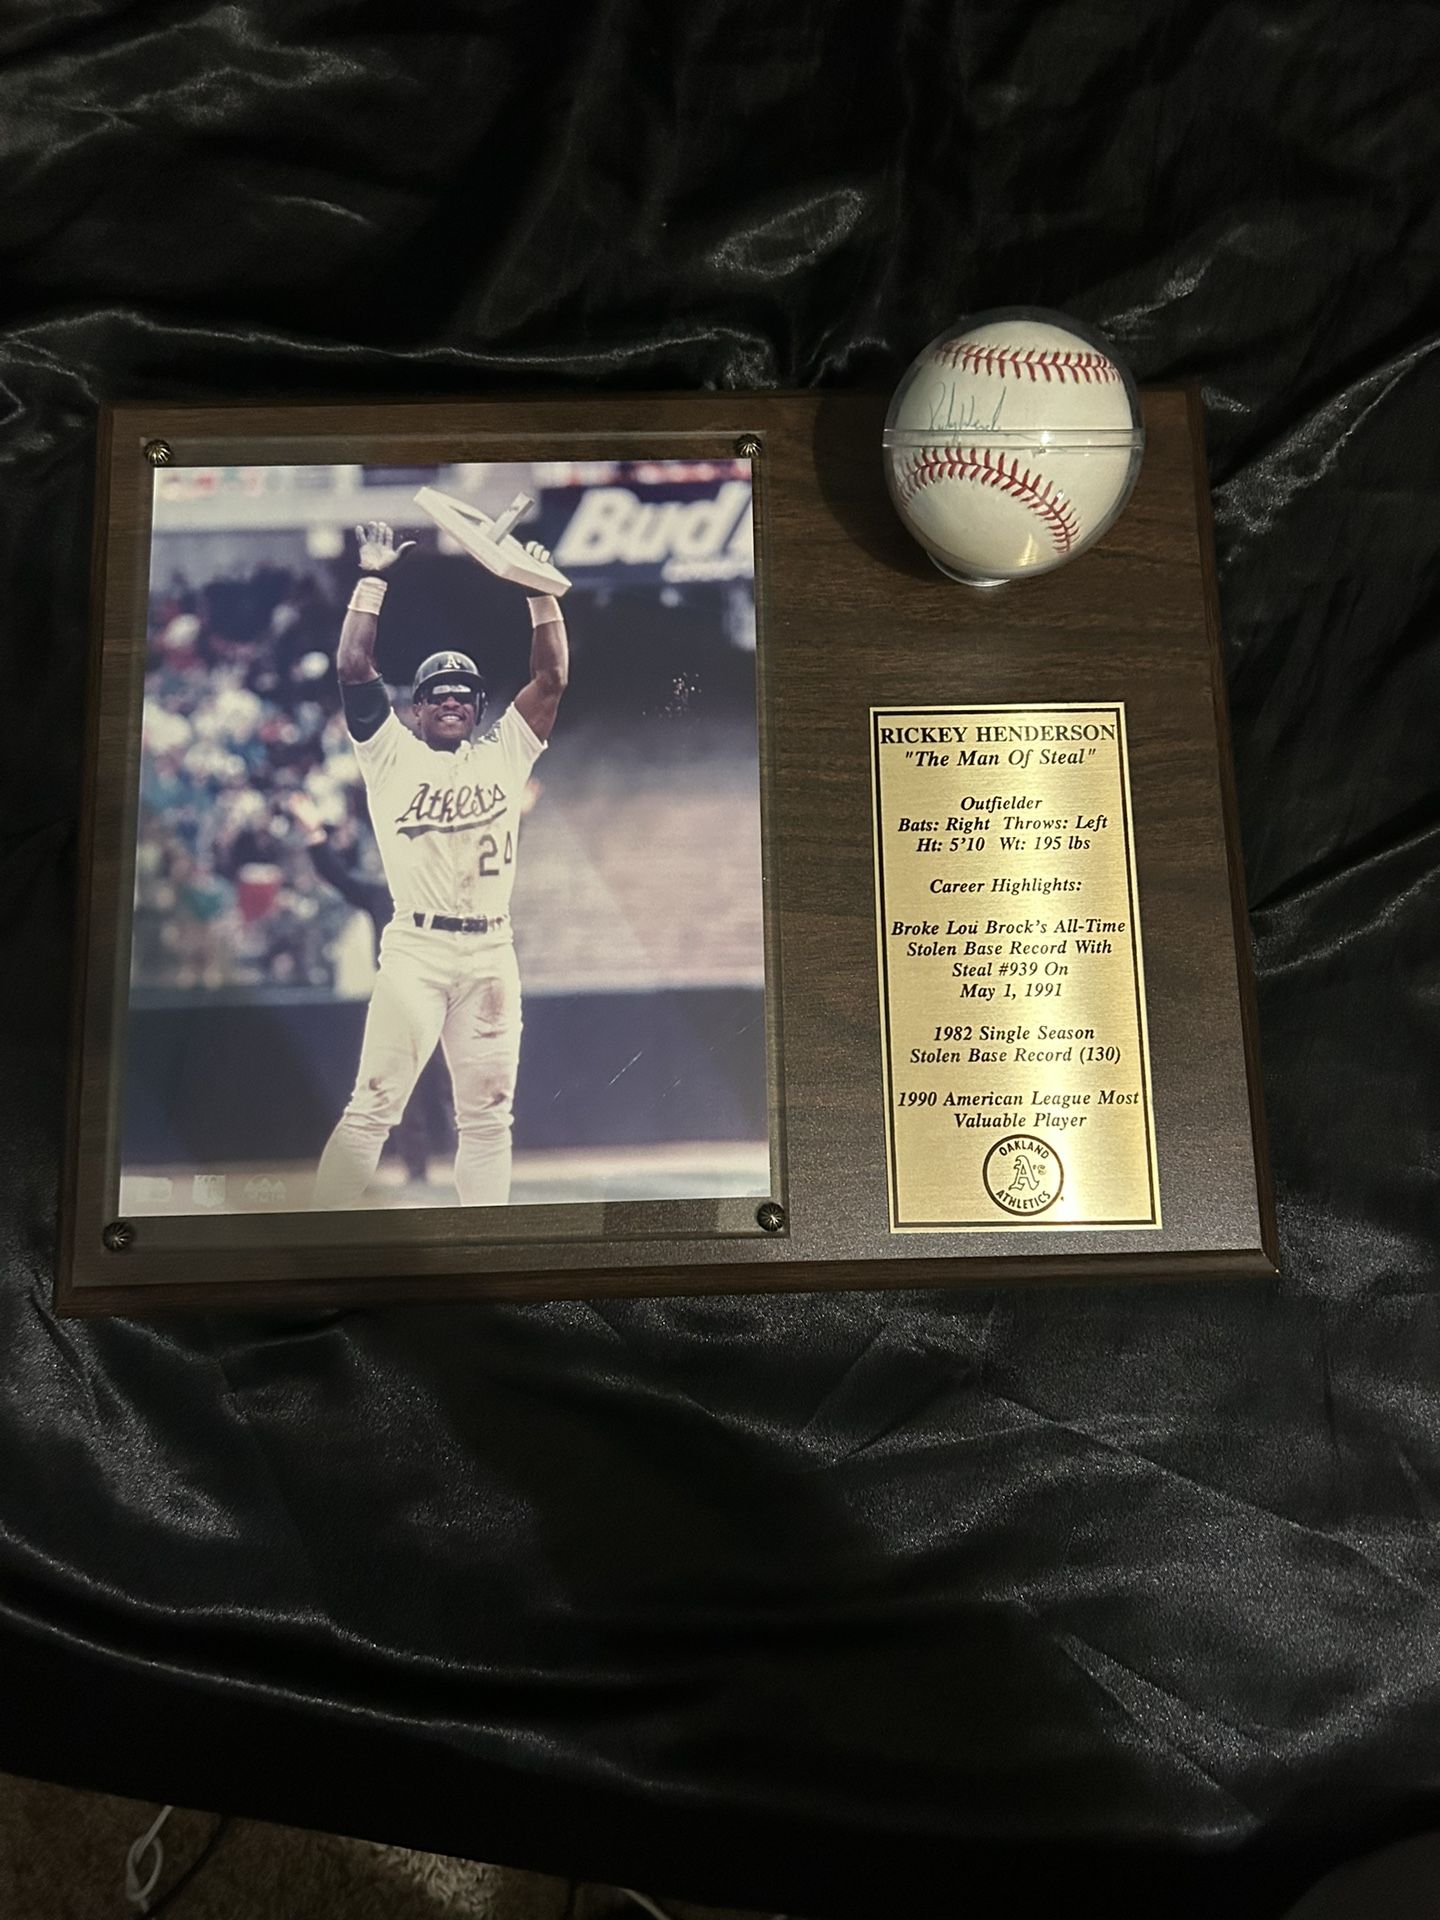 Bud
A
Athletics
24
Rickey Henderson
RICKEY HENDERSON
"The Man Of Steal"
Outfielder
Bats: Right Throws: Left
Ht: 5'10 Wt: 195 lbs
Career Highlights:
Broke Lou Brock's All-Time
Stolen Base Record With
Steal #939 On
May 1, 1991
1982 Single Season
Stolen Base Record (130)
1990 American League Most
Valuable Player
OAKLAND
A's
ATHLETICS